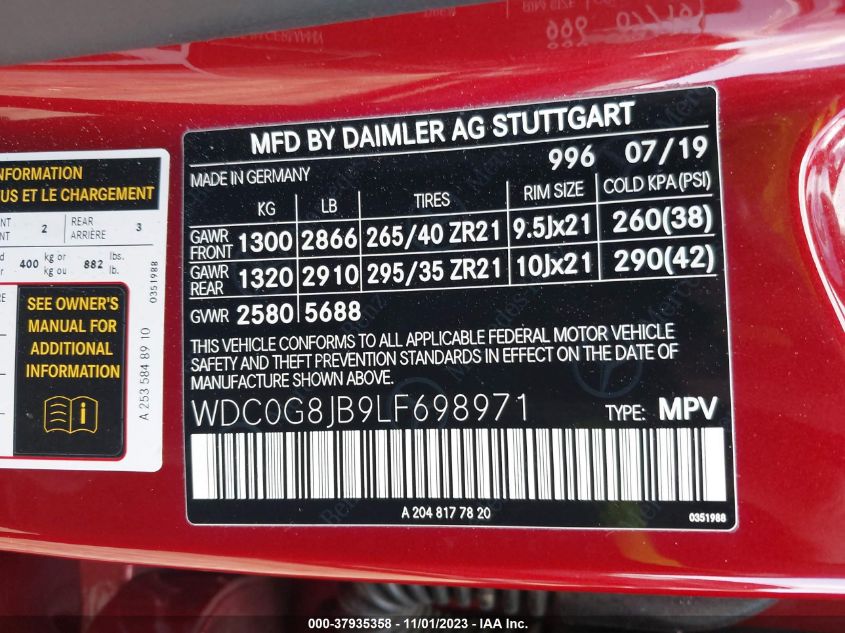 MFD BY DAIMLER AG STUTTGART
996 07/19
MADE IN GERMANY
KG LB TIRES RIM SIZE COLD KPA (PSI)
GAWR FRONT 1300 2866 265/40 ZR21 9.5Jx21 260(38)
GAWR REAR 1320 2910 295/35 ZR21 10Jx21 290(42)
GVWR 2580 5688
THIS VEHICLE CONFORMS TO ALL APPLICABLE FEDERAL MOTOR VEHICLE
SAFETY AND THEFT PREVENTION STANDARDS IN EFFECT ON THE DATE OF
MANUFACTURE SHOWN ABOVE.
WDC0G8JB9LF698971 TYPE: MPV
A 204 817 78 20
0351988
INFORMATION
US ET LE CHARGEMENT
2 REAR ARRIÈRE 3
400 kg or kg ou 882 lbs. lb.
SEE OWNER'S
MANUAL FOR
ADDITIONAL
INFORMATION
0351988
A 253 584 89 10
000-37935358 - 11/01/2023 - IAA Inc.